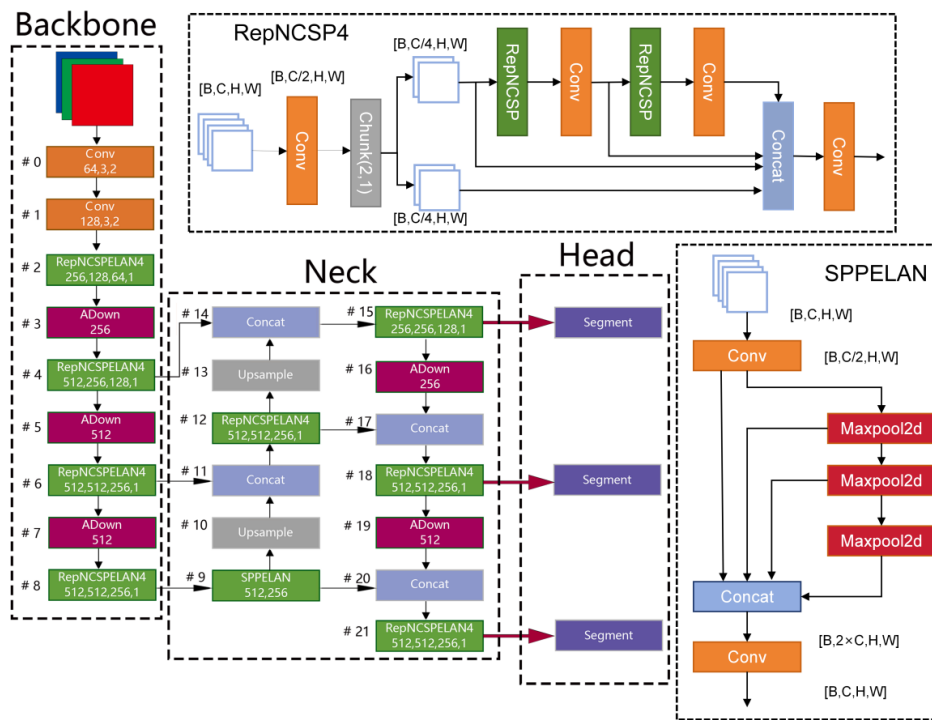 Backbone
# 0
Conv
64,3,2
# 1
Conv
128,3,2
# 2
RepNCSPELAN4
256,128,64,1
# 3
ADown
256
# 4
RepNCSPELAN4
512,256,128,1
# 5
ADown
512
# 6
RepNCSPELAN4
512,512,256,1
# 7
ADown
512
# 8
RepNCSPELAN4
512,512,256,1
RepNCSP4
[B,C,H,W]
[B,C/2,H,W]
Conv
Chunk(2,1)
[B,C/4,H,W]
[B,C/4,H,W]
RepNCSP
Conv
RepNCSP
Conv
Concat
Conv
Neck
# 14
Concat
# 13
Upsample
# 12
RepNCSPELAN4
512,512,256,1
# 11
Concat
# 10
Upsample
# 9
SPPELAN
512,256
# 15
RepNCSPELAN4
256,256,128,1
# 16
ADown
256
# 17
Concat
# 18
RepNCSPELAN4
512,512,256,1
# 19
ADown
512
# 20
Concat
# 21
RepNCSPELAN4
512,512,256,1
Head
Segment
Segment
Segment
SPPELAN
[B,C,H,W]
Conv
[B,C/2,H,W]
Maxpool2d
Maxpool2d
Maxpool2d
Concat
[B,2×C,H,W]
Conv
[B,C,H,W]